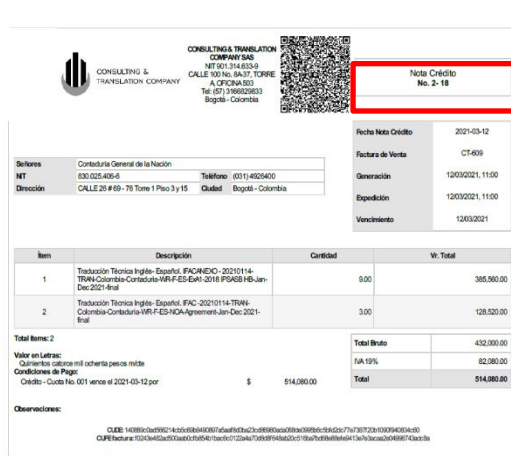 CONSULTING &
TRANSLATION COMPANY
CONSULTING & TRANSLATION
COMPANY SAS
NIT 901.314.633-9
CALLE 100 No. 8A-37, TORRE
A, OFICINA 503
Tel: (57) 3166829833
Bogotá - Colombia
Nota Crédito
No. 2- 18
Fecha Nota Crédito 2021-03-12
Factura de Venta CT-609
Generación 12/03/2021, 11:00
Expedición 12/03/2021, 11:00
Vencimiento 12/03/2021
Señores Contaduría General de la Nación
NIT 830.025.406-6 Teléfono (031) 4926400
Dirección CALLE 26 # 69 - 76 Torre 1 Piso 3 y 15 Ciudad Bogotá - Colombia
Ítem Descripción Cantidad Vr. Total
1 Traducción Técnica Inglés- Español. IFACANEXO - 20210114-
TRAN-Colombia-Contaduria-WR-F-ES-ExA1-2018 IPSASB HB-Jan-
Dec 2021-final
9.00 385,560.00
2 Traducción Técnica Inglés- Español. IFAC -20210114-TRAN-
Colombia-Contaduria-WR-F-ES-NOA-Agreement-Jan-Dec 2021-
final
3.00 128,520.00
Total Items: 2
Valor en Letras:
Quinientos catorce mil ochenta pesos m/cte
Condiciones de Pago:
Crédito - Cuota No. 001 vence el 2021-03-12 por $ 514,080.00
Total Bruto 432,000.00
IVA 19% 82,080.00
Total 514,080.00
Observaciones:
CUDE:
CUFE factura: